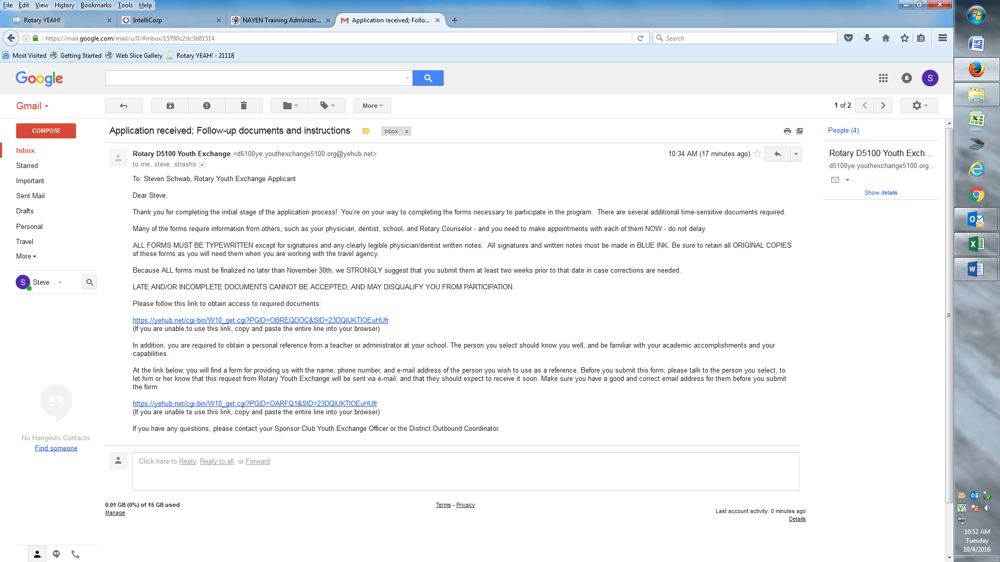 File Edit View History Bookmarks Tools Help
Rotary YEAH!
IntelliCorp
NAYEN Training Administr...
Application received; Follo...
https://mail.google.com/mail/u/0/#inbox/15790c2dc3b81514
Search
Most Visited Getting Started Web Slice Gallery Rotary YEAH! - 21118
Google
S
Gmail
More
1 of 2
COMPOSE
Inbox
Starred
Important
Sent Mail
Drafts
Personal
Travel
More
S Steve
No Hangouts Contacts
Find someone
Application received; Follow-up documents and instructions
Inbox x
Rotary D5100 Youth Exchange <d5100ye.youthexchange5100.org@yehub.net>
10:34 AM (17 minutes ago)
to me, steve, strashs
To: Steven Schwab, Rotary Youth Exchange Applicant
Dear Steve,
Thank you for completing the initial stage of the application process! You're on your way to completing the forms necessary to participate in the program. There are several additional time-sensitive documents required.
Many of the forms require information from others, such as your physician, dentist, school, and Rotary Counselor - and you need to make appointments with each of them NOW - do not delay.
ALL FORMS MUST BE TYPEWRITTEN except for signatures and any clearly legible physician/dentist written notes. All signatures and written notes must be made in BLUE INK. Be sure to retain all ORIGINAL COPIES
of these forms as you will need them when you are working with the travel agency.
Because ALL forms must be finalized no later than November 30th, we STRONGLY suggest that you submit them at least two weeks prior to that date in case corrections are needed.
LATE AND/OR INCOMPLETE DOCUMENTS CANNOT BE ACCEPTED, AND MAY DISQUALIFY YOU FROM PARTICIPATION.
Please follow this link to obtain access to required documents:
https://yehub.net/cgi-bin/W10_get.cgi?PGID=OBREQDOC&SID=23DQIUKTIOEuHUfr
(If you are unable to use this link, copy and paste the entire line into your browser)
In addition, you are required to obtain a personal reference from a teacher or administrator at your school. The person you select should know you well, and be familiar with your academic accomplishments and your
capabilities.
At the link below, you will find a form for providing us with the name, phone number, and e-mail address of the person you wish to use as a reference. Before you submit this form, please talk to the person you select, to
let him or her know that this request from Rotary Youth Exchange will be sent via e-mail, and that they should expect to receive it soon. Make sure you have a good and correct email address for them before you submit
the form.
https://yehub.net/cgi-bin/W10_get.cgi?PGID=OARFQ1&SID=23DQIUKTIOEuHUfr
(If you are unable to use this link, copy and paste the entire line into your browser)
If you have any questions, please contact your Sponsor Club Youth Exchange Officer or the District Outbound Coordinator.
Click here to Reply, Reply to all, or Forward
0.01 GB (0%) of 15 GB used
Manage
Terms - Privacy
Last account activity: 0 minutes ago
Details
People (4)
Rotary D5100 Youth Exch...
d5100ye.youthexchange5100.org...
Show details
10:52 AM
Tuesday
10/4/2016